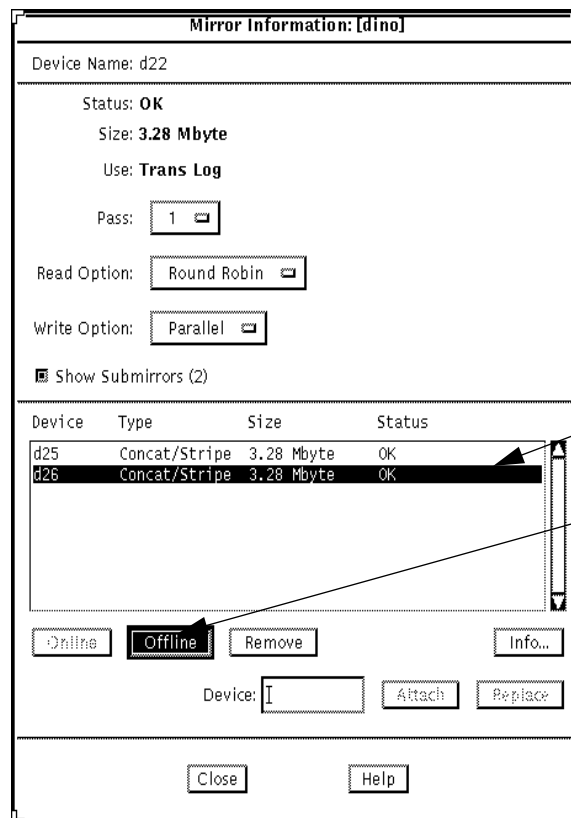 Mirror Information: [dino]
Device Name: d22
Status: OK
Size: 3.28 Mbyte
Use: Trans Log
Pass: 1
Read Option: Round Robin
Write Option: Parallel
Show Submirrors (2)
Device Type Size Status
d25 Concat/Stripe 3.28 Mbyte OK
d26 Concat/Stripe 3.28 Mbyte OK
Online Offline Remove Info...
Device: Attach Replace
Close Help